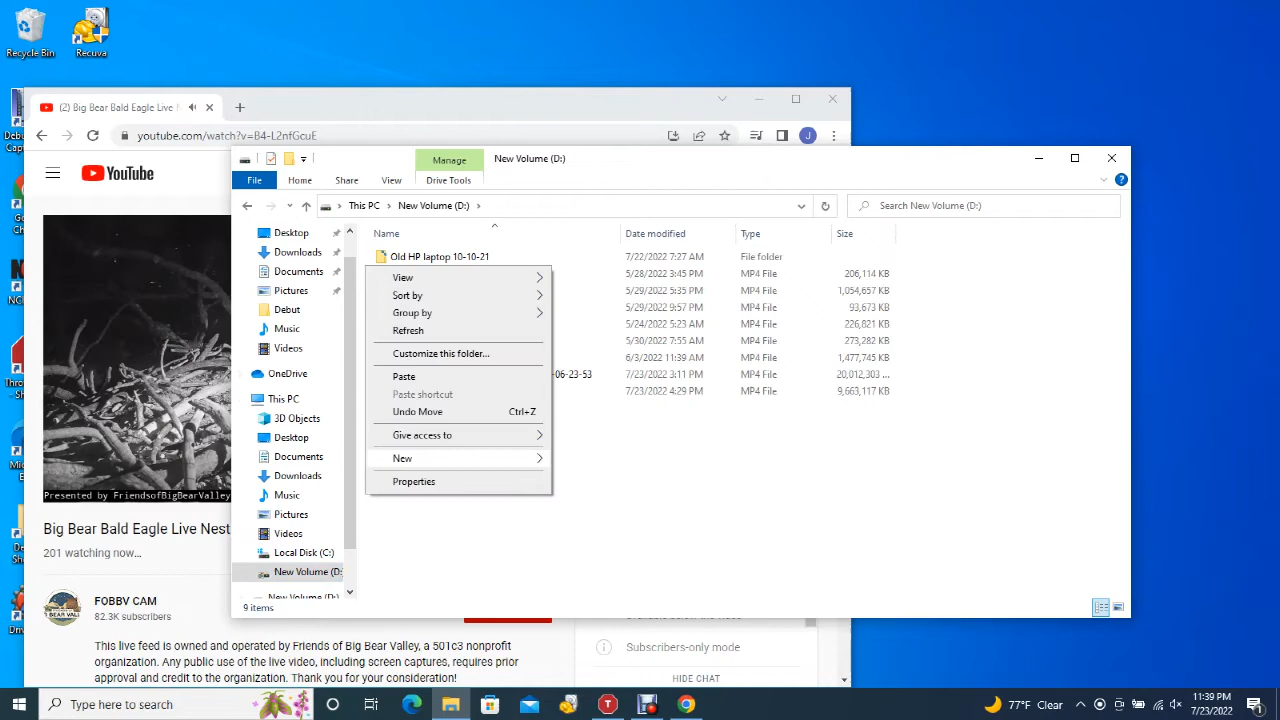 Recycle Bin
Recuva
(2) Big Bear Bald Eagle Live
youtube.com/watch?v=B4-L2nfGcuE
J
YouTube
Manage
New Volume (D:)
File
Home
Share
View
Drive Tools
This PC
New Volume (D:)
Search New Volume (D:)
Name
Date modified
Type
Size
Desktop
Downloads
Documents
Pictures
Debut
Music
Videos
OneDrive
This PC
3D Objects
Desktop
Documents
Downloads
Music
Pictures
Videos
Local Disk (C:)
New Volume (D:
New Volume (D:)
Old HP laptop 10-10-21
7/22/2022 7:27 AM
File folder
5/28/2022 3:45 PM
MP4 File
206,114 KB
5/29/2022 5:35 PM
MP4 File
1,054,657 KB
5/29/2022 9:57 PM
MP4 File
93,673 KB
5/24/2022 5:23 AM
MP4 File
226,821 KB
5/30/2022 7:55 AM
MP4 File
273,282 KB
6/3/2022 11:39 AM
MP4 File
1,477,745 KB
-06-23-53
7/23/2022 3:11 PM
MP4 File
20,012,303 ...
7/23/2022 4:29 PM
MP4 File
9,663,117 KB
View
Sort by
Group by
Refresh
Customize this folder...
Paste
Paste shortcut
Undo Move
Ctrl+Z
Give access to
New
Properties
9 items
Presented by FriendsofBigBearValley
Big Bear Bald Eagle Live Nest
201 watching now...
FOBBV CAM
82.3K subscribers
This live feed is owned and operated by Friends of Big Bear Valley, a 501c3 nonprofit
organization. Any public use of the live video, including screen captures, requires prior
approval and credit to the organization. Thank you for your consideration!
Subscribers-only mode
HIDE CHAT
Type here to search
77°F Clear
11:39 PM
7/23/2022
1